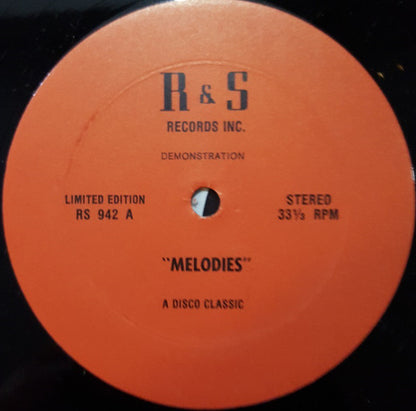 R & S
RECORDS INC.
DEMONSTRATION
LIMITED EDITION
RS 942 A
STEREO
33⅓ RPM
"MELODIES"
A DISCO CLASSIC